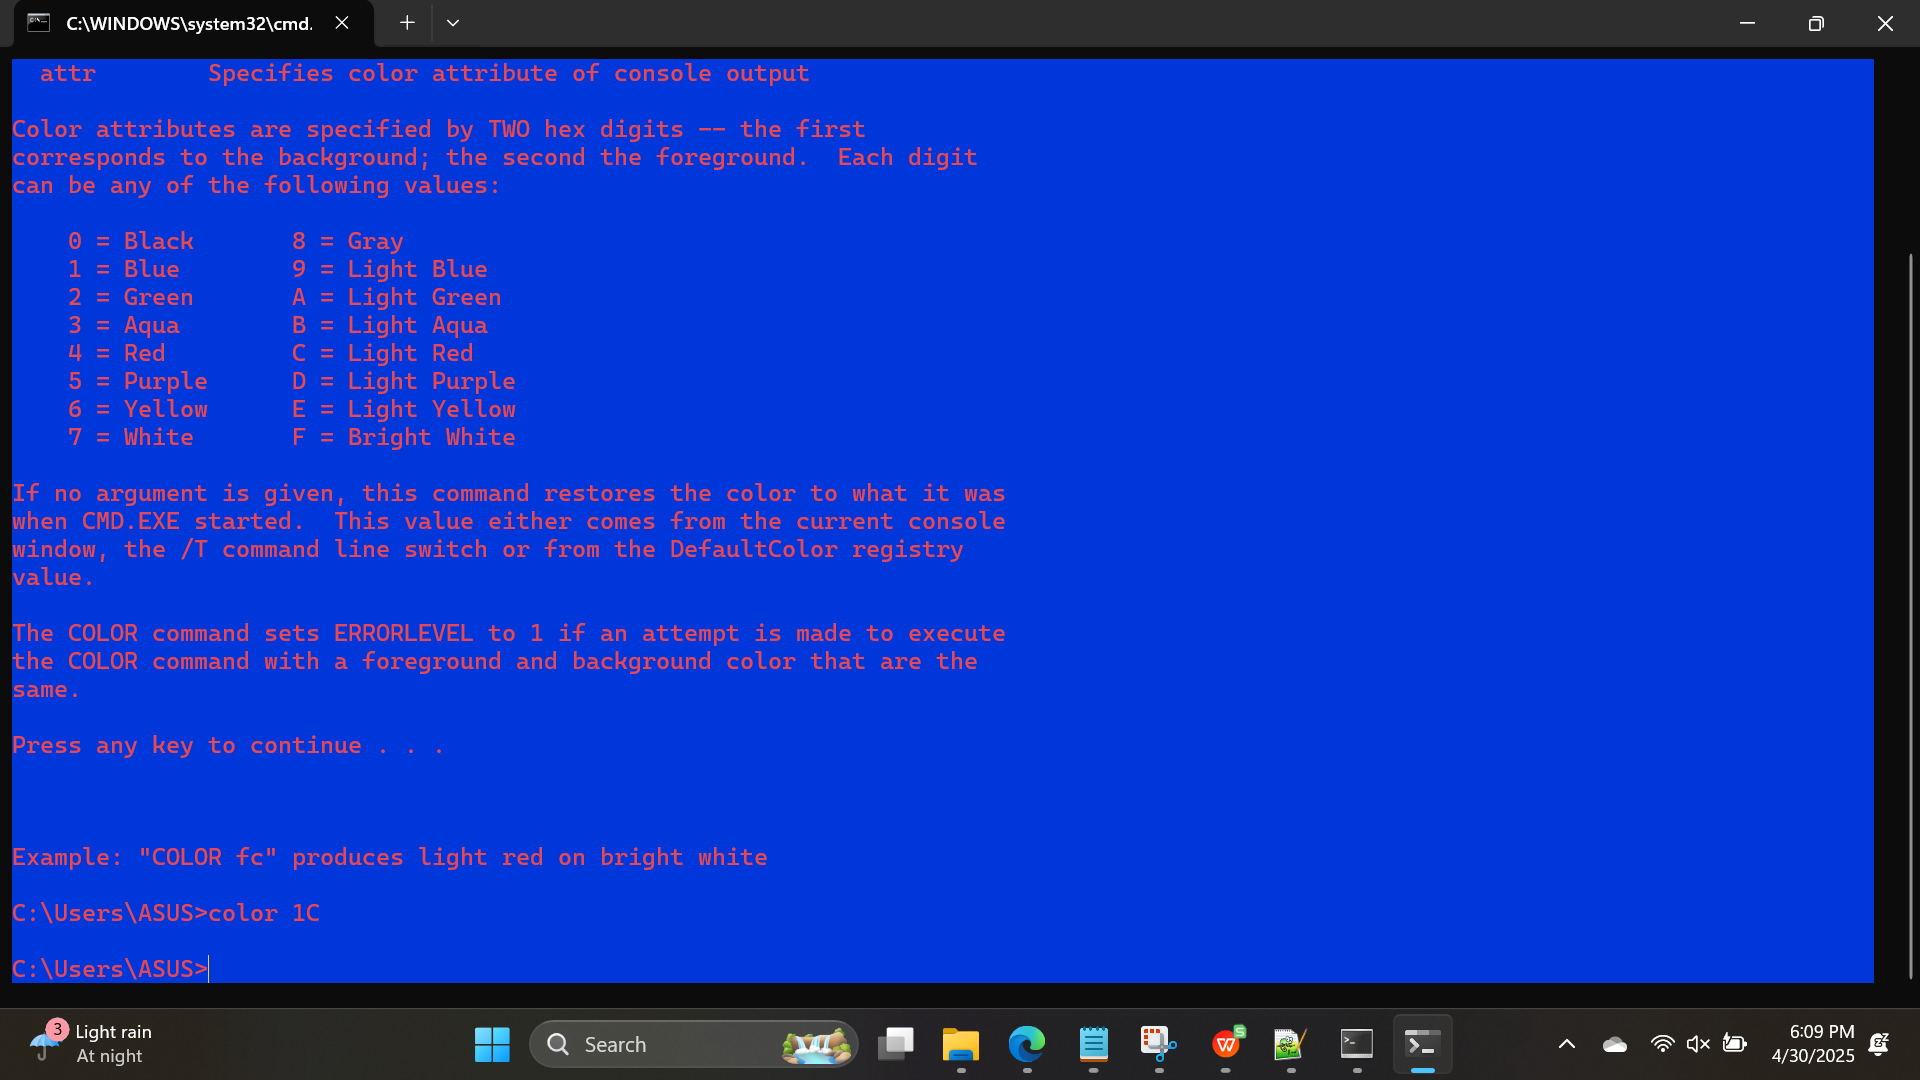 C:\WINDOWS\system32\cmd.
  attr        Specifies color attribute of console output
Color attributes are specified by TWO hex digits -- the first
corresponds to the background; the second the foreground.  Each digit
can be any of the following values:
    0 = Black       8 = Gray
    1 = Blue        9 = Light Blue
    2 = Green       A = Light Green
    3 = Aqua        B = Light Aqua
    4 = Red         C = Light Red
    5 = Purple      D = Light Purple
    6 = Yellow      E = Light Yellow
    7 = White       F = Bright White
If no argument is given, this command restores the color to what it was
when CMD.EXE started.  This value either comes from the current console
window, the /T command line switch or from the DefaultColor registry
value.
The COLOR command sets ERRORLEVEL to 1 if an attempt is made to execute
the COLOR command with a foreground and background color that are the
same.
Press any key to continue . . .
Example: "COLOR fc" produces light red on bright white
C:\Users\ASUS>color 1C
C:\Users\ASUS>
3
Light rain
At night
Search
6:09 PM
4/30/2025